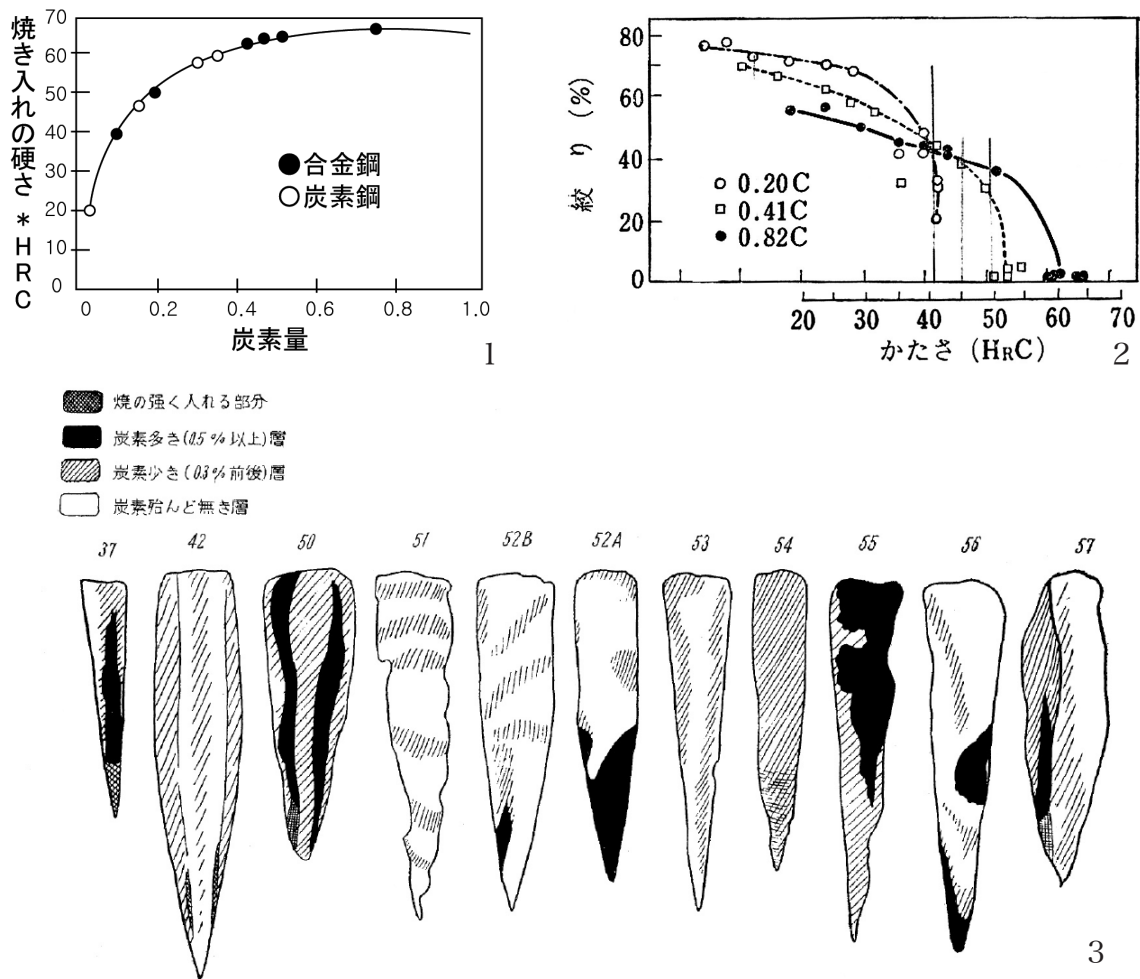 焼き入れの硬さ＊HRC
70
60
50
40
30
20
10
0
0
0.2
0.4
0.6
0.8
1.0
炭素量
●合金鋼
○炭素鋼
1
絞 η (%)
80
60
40
20
0
○ 0.20C
□ 0.41C
● 0.82C
20 30 40 50 60 70
かたさ (HRC)
2
焼の強く入れる部分
炭素多き(0.5%以上)層
炭素少き(0.3%前後)層
炭素殆んど無き層
37 42 50 51 52B 52A 53 54 55 56 57
3